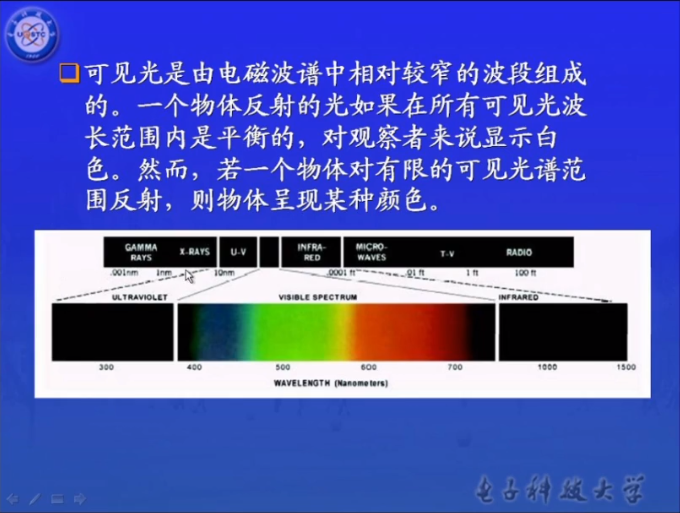 可见光是由电磁波谱中相对较窄的波段组成
的。一个物体反射的光如果在所有可见光波
长范围内是平衡的，对观察者来说显示白
色。然而，若一个物体对有限的可见光谱范
围反射，则物体呈现某种颜色。
GAMMA RAYS X-RAYS U-V INFRA-RED MICRO-WAVES T-V RADIO
.001nm 1nm 10nm .0001 ft .01 ft 1 ft 100 ft
ULTRAVIOLET VISIBLE SPECTRUM INFRARED
300 400 500 600 700 1000 1500
WAVELENGTH (Nanometers)
电子科技大学